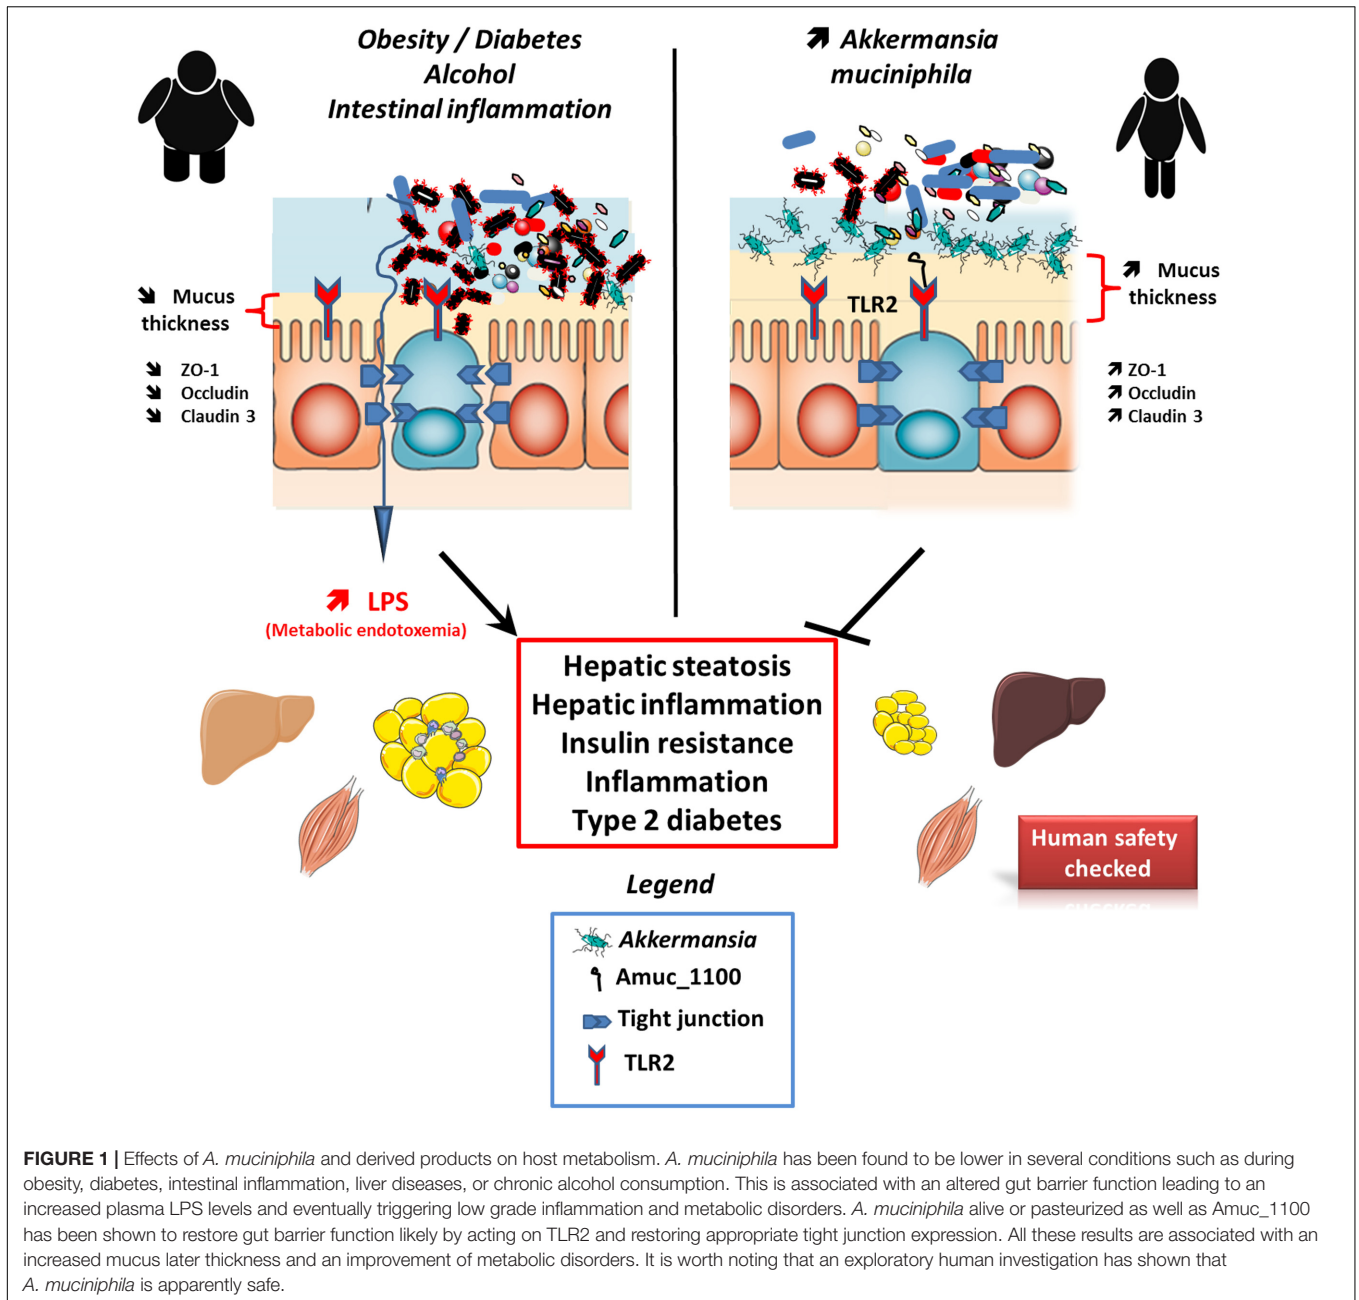 Obesity / Diabetes
Alcohol
Intestinal inflammation
Akkermansia
muciniphila
Mucus
thickness
ZO-1
Occludin
Claudin 3
TLR2
Mucus
thickness
ZO-1
Occludin
Claudin 3
LPS
(Metabolic endotoxemia)
Hepatic steatosis
Hepatic inflammation
Insulin resistance
Inflammation
Type 2 diabetes
Human safety
checked
Legend
Akkermansia
Amuc_1100
Tight junction
TLR2
FIGURE 1 | Effects of A. muciniphila and derived products on host metabolism. A. muciniphila has been found to be lower in several conditions such as during
obesity, diabetes, intestinal inflammation, liver diseases, or chronic alcohol consumption. This is associated with an altered gut barrier function leading to an
increased plasma LPS levels and eventually triggering low grade inflammation and metabolic disorders. A. muciniphila alive or pasteurized as well as Amuc_1100
has been shown to restore gut barrier function likely by acting on TLR2 and restoring appropriate tight junction expression. All these results are associated with an
increased mucus later thickness and an improvement of metabolic disorders. It is worth noting that an exploratory human investigation has shown that
A. muciniphila is apparently safe.